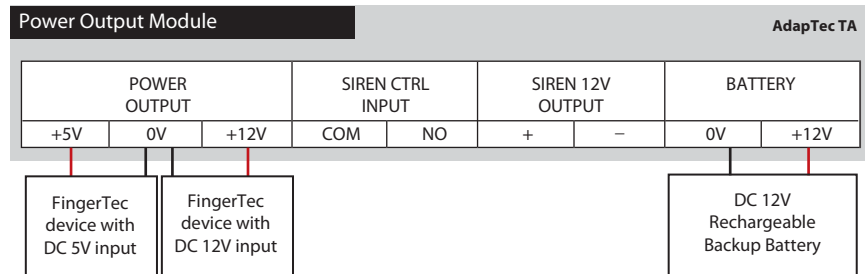 Power Output Module
AdapTec TA
POWER
OUTPUT
SIREN CTRL
INPUT
SIREN 12V
OUTPUT
BATTERY
+5V 0V +12V COM NO + – 0V +12V
FingerTec
device with
DC 5V input
FingerTec
device with
DC 12V input
DC 12V
Rechargeable
Backup Battery